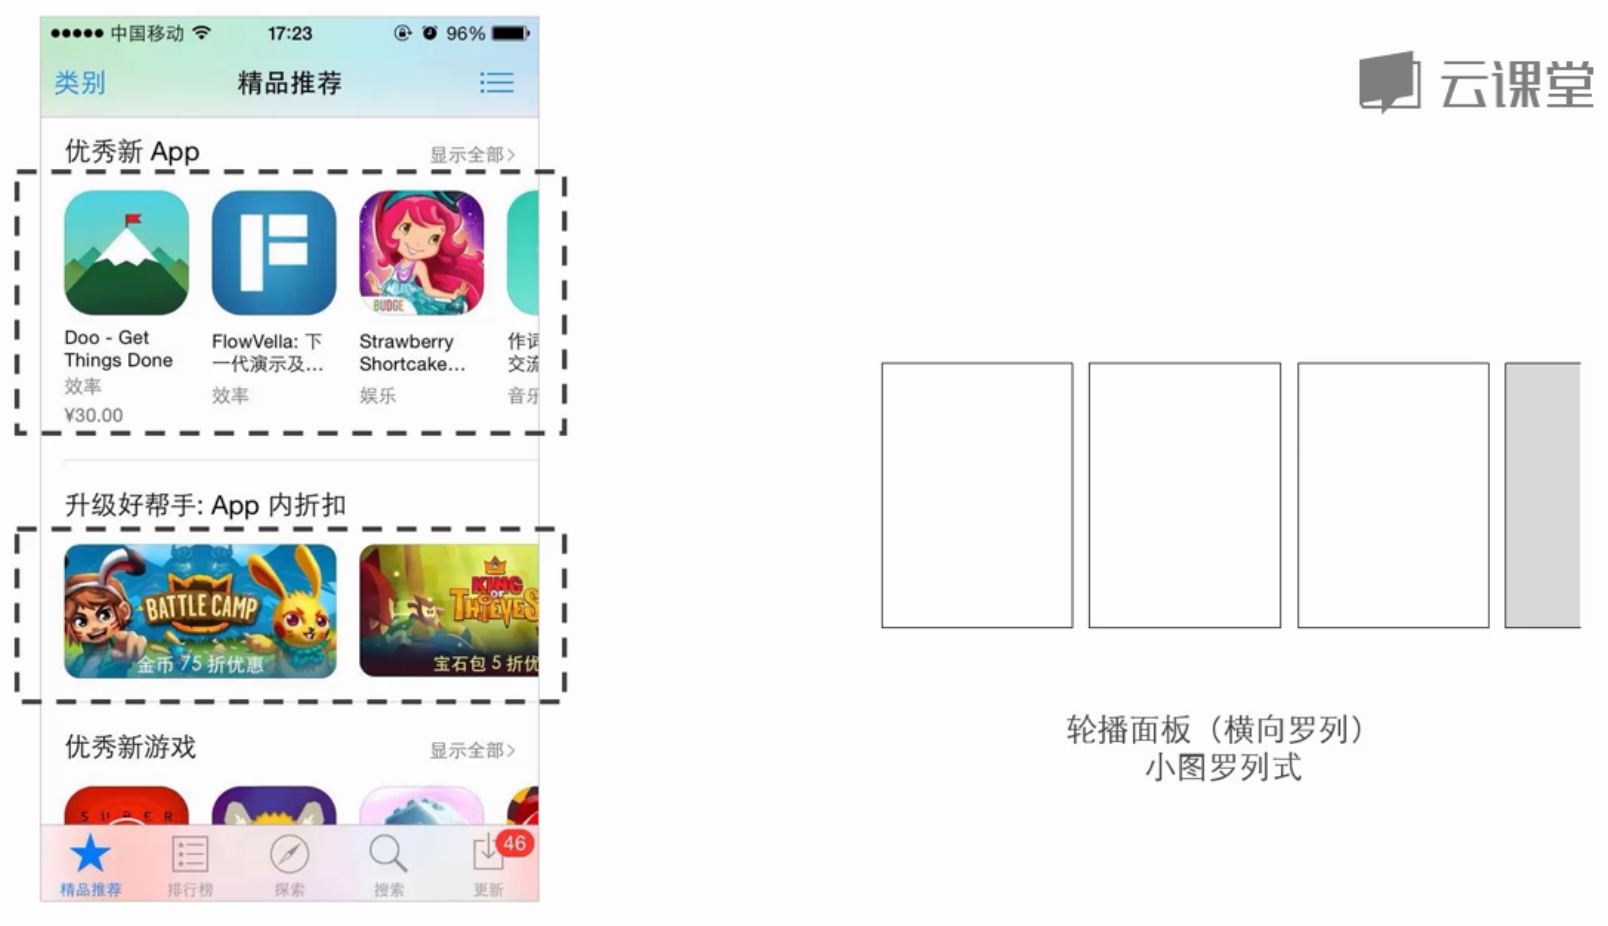 中国移动 17:23 96%
类别 精品推荐
优秀新 App 显示全部>
BUDGE
Doo - Get
Things Done
效率
¥30.00
FlowVella: 下
一代演示及...
效率
Strawberry
Shortcake...
娱乐
作词
交流
音乐
升级好帮手: App 内折扣
BATTLE CAMP
金币 75 折优惠
KING
OF
THIEVES
宝石包 5 折优
优秀新游戏 显示全部>
SUPER
46
精品推荐 排行榜 探索 搜索 更新
云课堂
轮播面板（横向罗列）
小图罗列式